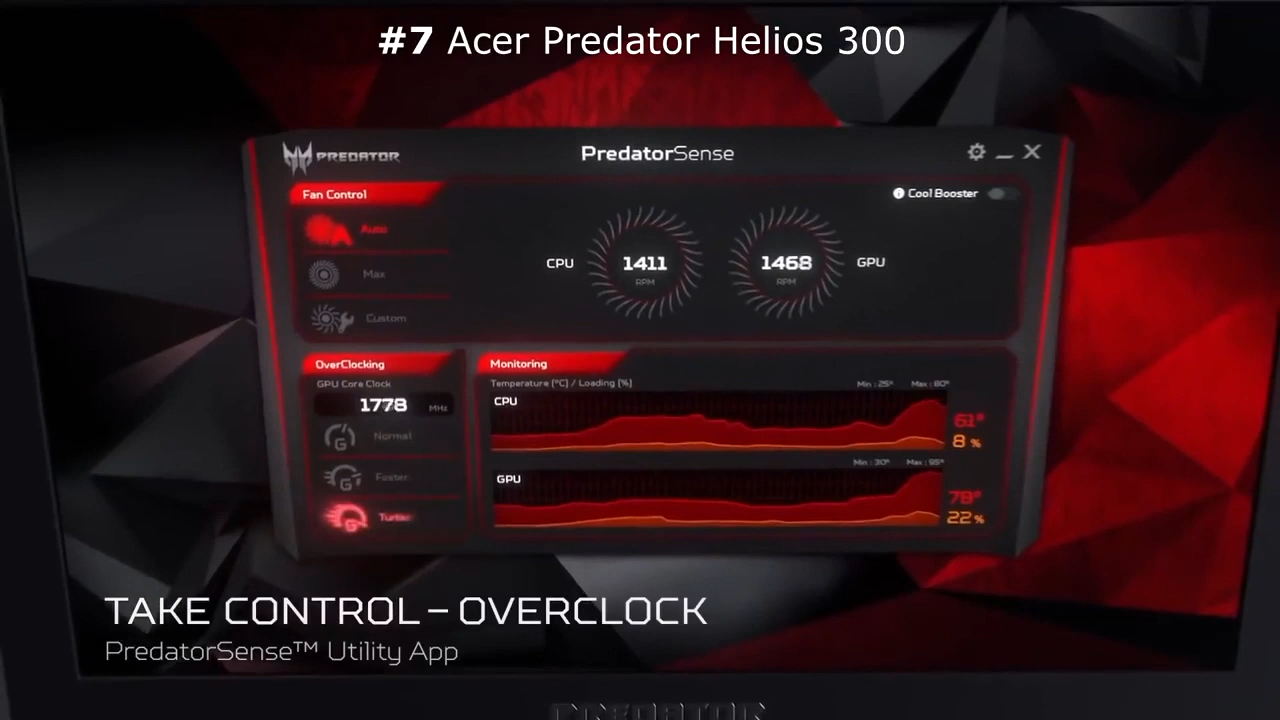 #7 Acer Predator Helios 300
PREDATOR
PredatorSense
Fan Control
Cool Booster
Auto
Max
Custom
CPU
1411
RPM
1468
RPM
GPU
OverClocking
GPU Core Clock
1778 MHz
Normal
Faster
Turbo
Monitoring
Temperature [°C] / Loading [%]
Min : 25° Max : 80°
CPU
61°
8 %
Min : 30° Max : 95°
GPU
78°
22 %
TAKE CONTROL – OVERCLOCK
PredatorSense™ Utility App
PREDATOR